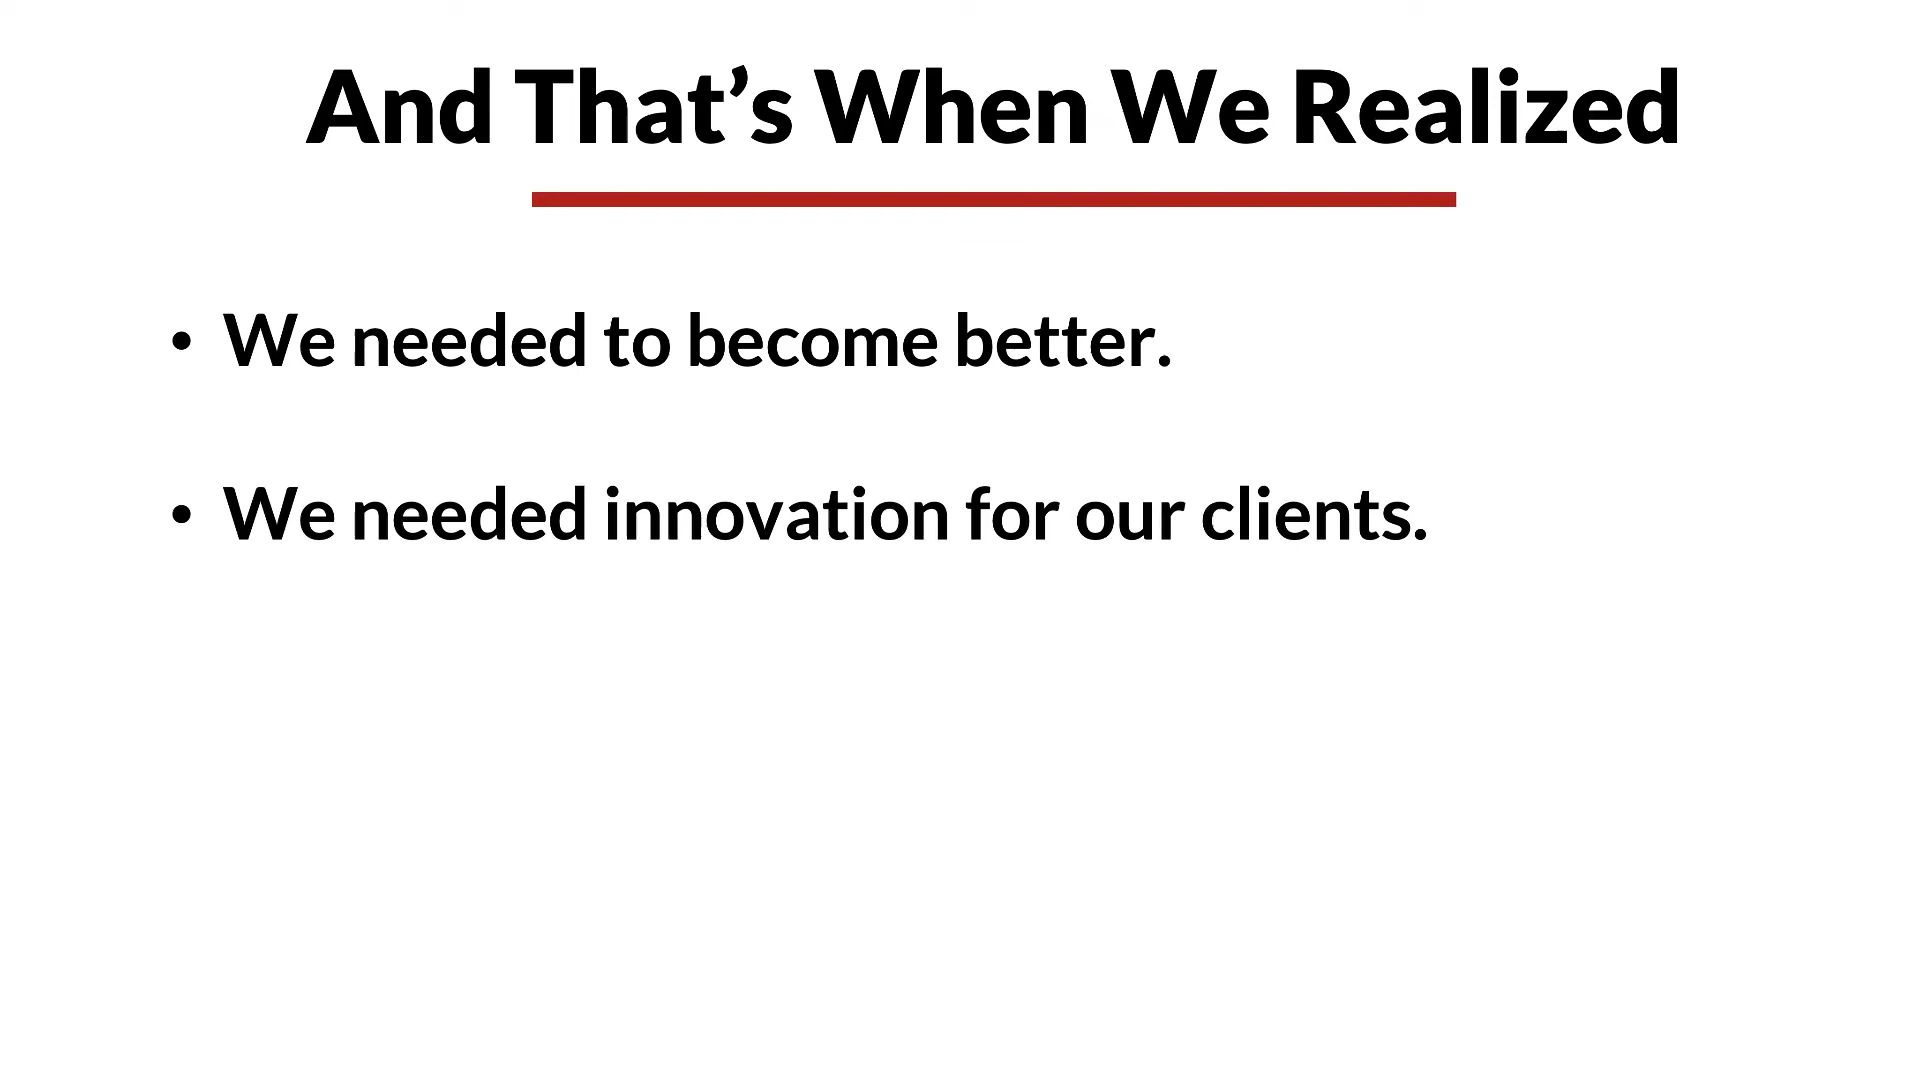 And That’s When We Realized
• We needed to become better.
• We needed innovation for our clients.